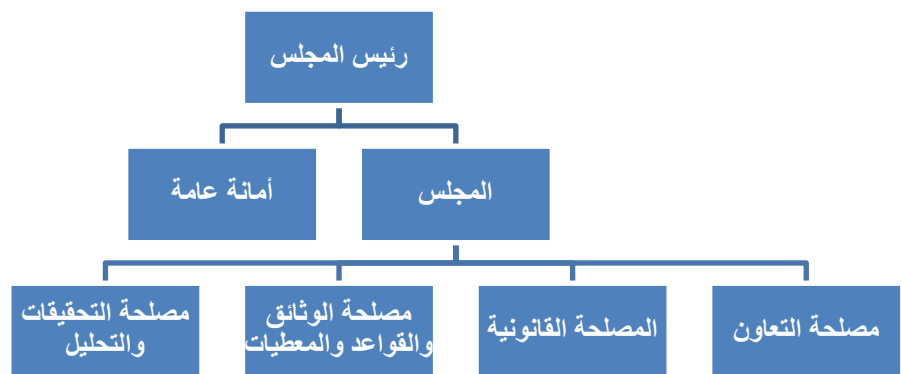 رئيس المجلس
المجلس
أمانة عامة
مصلحة التعاون
المصلحة القانونية
مصلحة الوثائق
والقواعد والمعطيات
مصلحة التحقيقات
والتحليل